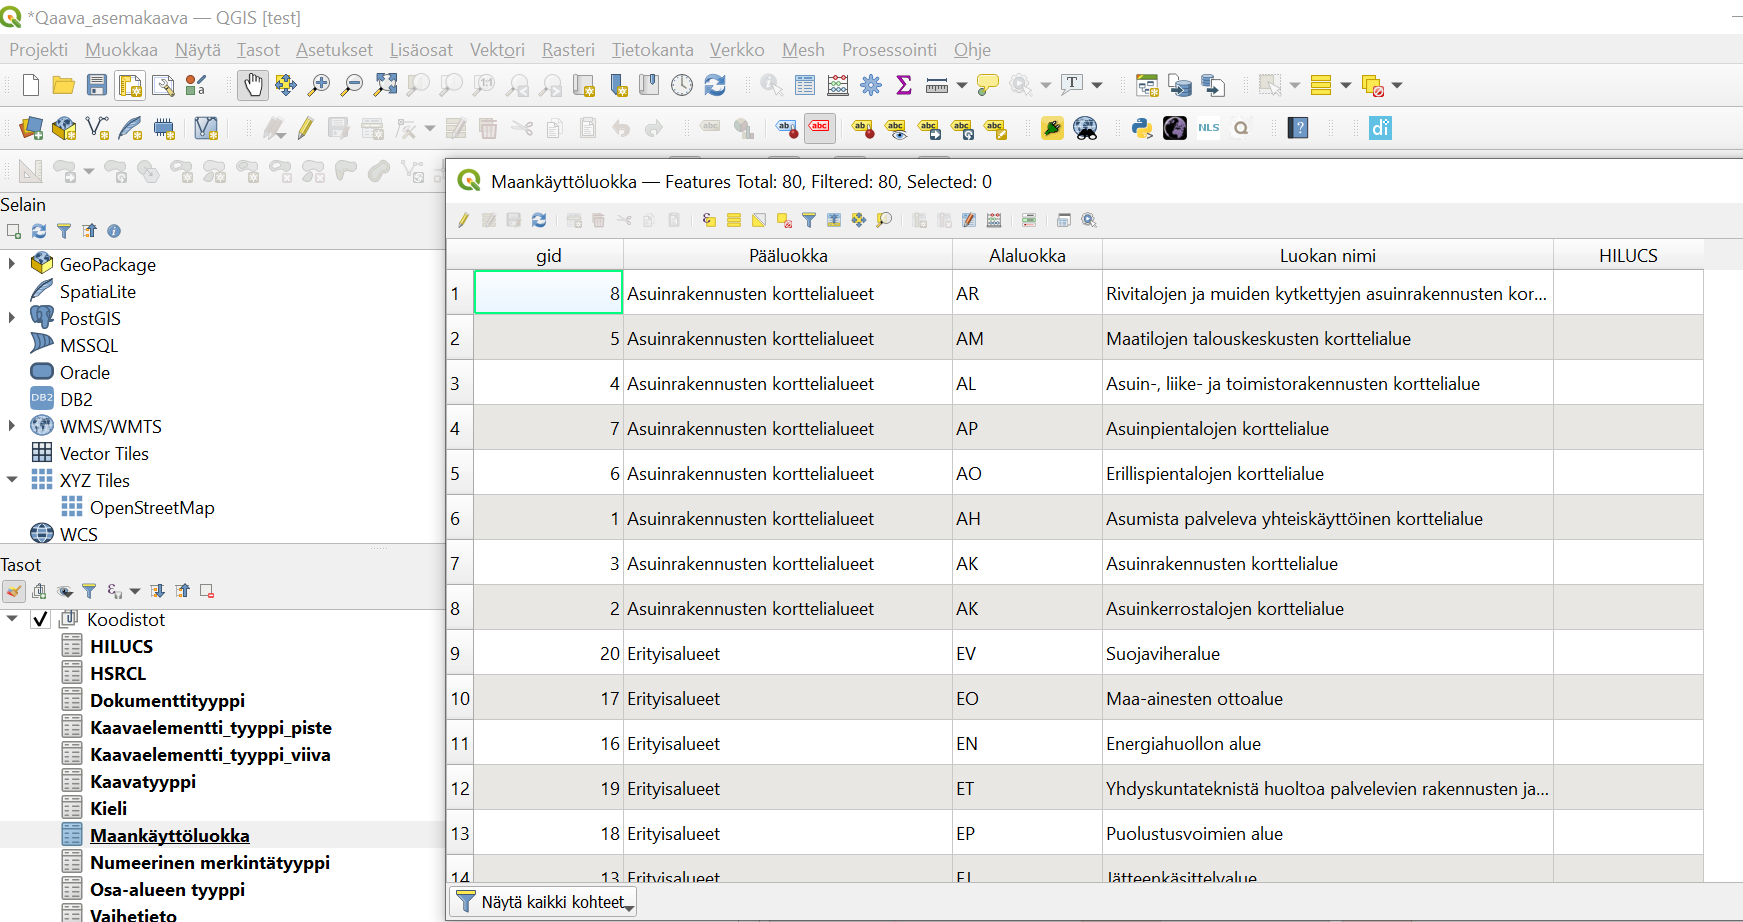 *Qaava_asemakaava — QGIS [test]
Projekti Muokkaa Näytä Tasot Asetukset Lisäosat Vektori Rasteri Tietokanta Verkko Mesh Prosessointi Ohje
NLS
di
Selain
GeoPackage
SpatiaLite
PostGIS
MSSQL
Oracle
DB2 DB2
WMS/WMTS
Vector Tiles
XYZ Tiles
OpenStreetMap
WCS
Tasot
Koodistot
HILUCS
HSRCL
Dokumenttityyppi
Kaavaelementti_tyyppi_piste
Kaavaelementti_tyyppi_viiva
Kaavatyyppi
Kieli
Maankäyttöluokka
Numeerinen merkintätyyppi
Osa-alueen tyyppi
Vaihetieto
Maankäyttöluokka — Features Total: 80, Filtered: 80, Selected: 0
gid Pääluokka Alaluokka Luokan nimi HILUCS
1 8 Asuinrakennusten korttelialueet AR Rivitalojen ja muiden kytkettyjen asuinrakennusten kor...
2 5 Asuinrakennusten korttelialueet AM Maatilojen talouskeskusten korttelialue
3 4 Asuinrakennusten korttelialueet AL Asuin-, liike- ja toimistorakennusten korttelialue
4 7 Asuinrakennusten korttelialueet AP Asuinpientalojen korttelialue
5 6 Asuinrakennusten korttelialueet AO Erillispientalojen korttelialue
6 1 Asuinrakennusten korttelialueet AH Asumista palveleva yhteiskäyttöinen korttelialue
7 3 Asuinrakennusten korttelialueet AK Asuinrakennusten korttelialue
8 2 Asuinrakennusten korttelialueet AK Asuinkerrostalojen korttelialue
9 20 Erityisalueet EV Suojaviheralue
10 17 Erityisalueet EO Maa-ainesten ottoalue
11 16 Erityisalueet EN Energiahuollon alue
12 19 Erityisalueet ET Yhdyskuntateknistä huoltoa palvelevien rakennusten ja...
13 18 Erityisalueet EP Puolustusvoimien alue
14 13 Erityisalueet EJ Jätteenkäsittelyalue
Näytä kaikki kohteet